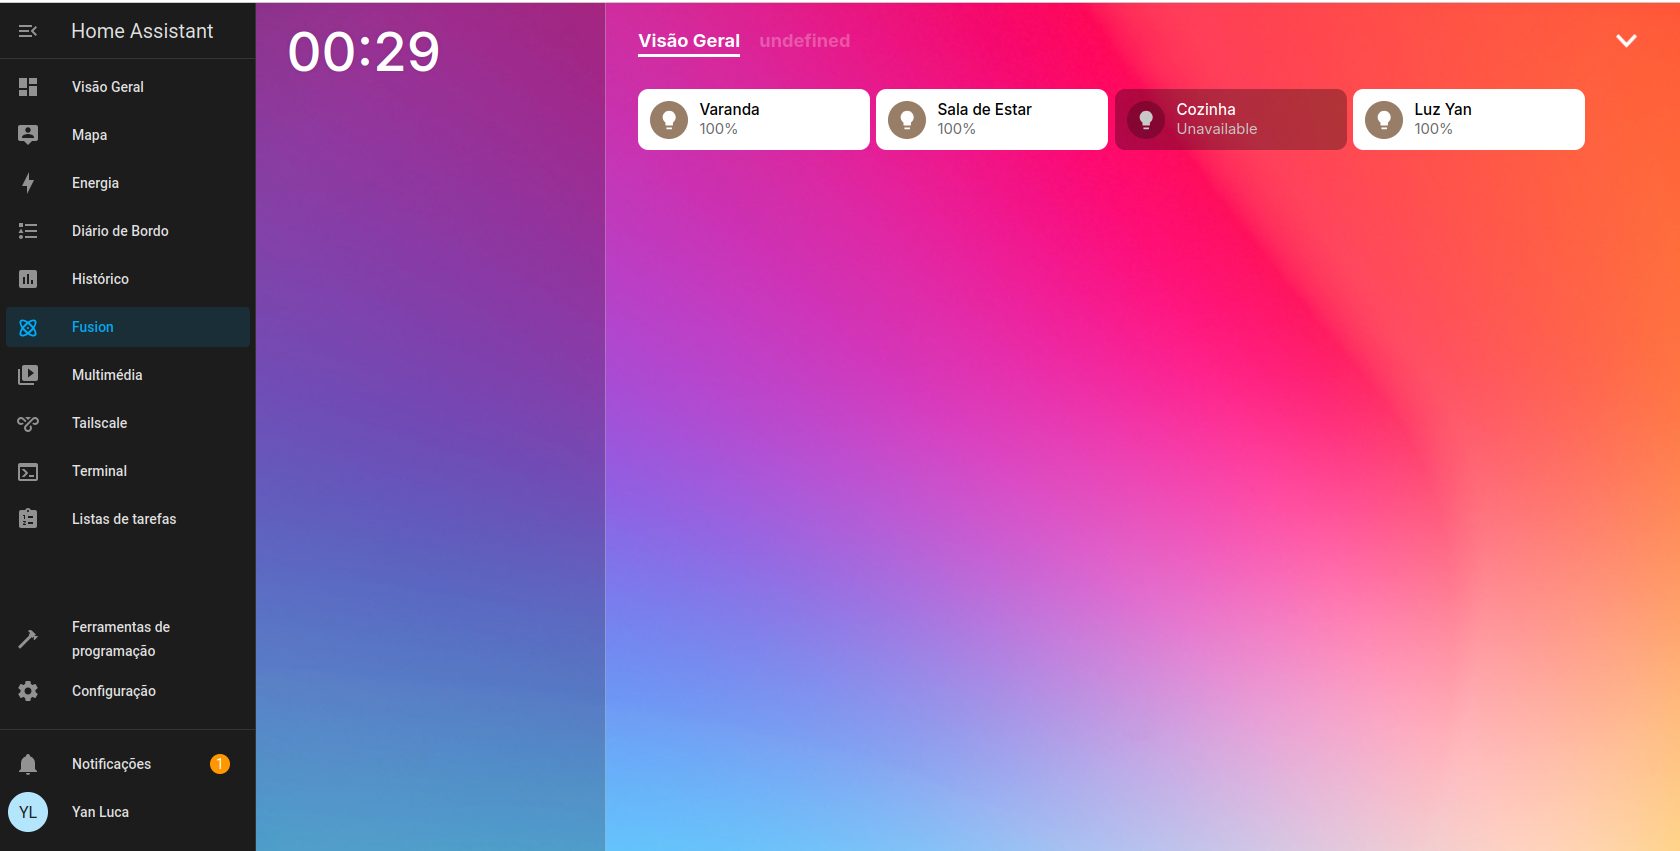 Home Assistant
Visão Geral
Mapa
Energia
Diário de Bordo
Histórico
Fusion
Multimédia
Tailscale
Terminal
Listas de tarefas
Ferramentas de
programação
Configuração
Notificações
1
YL
Yan Luca
00:29
Visão Geral
undefined
Varanda
100%
Sala de Estar
100%
Cozinha
Unavailable
Luz Yan
100%